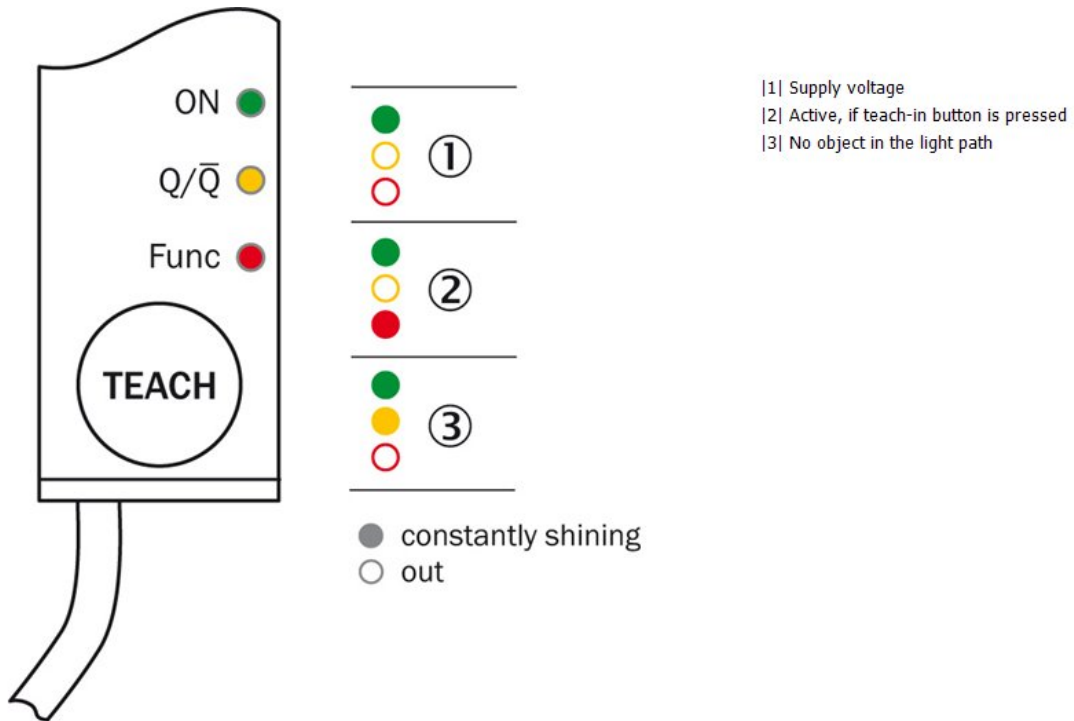 ON
Q/Q̅
Func
TEACH
①
②
③
constantly shining
out
|1| Supply voltage
|2| Active, if teach-in button is pressed
|3| No object in the light path